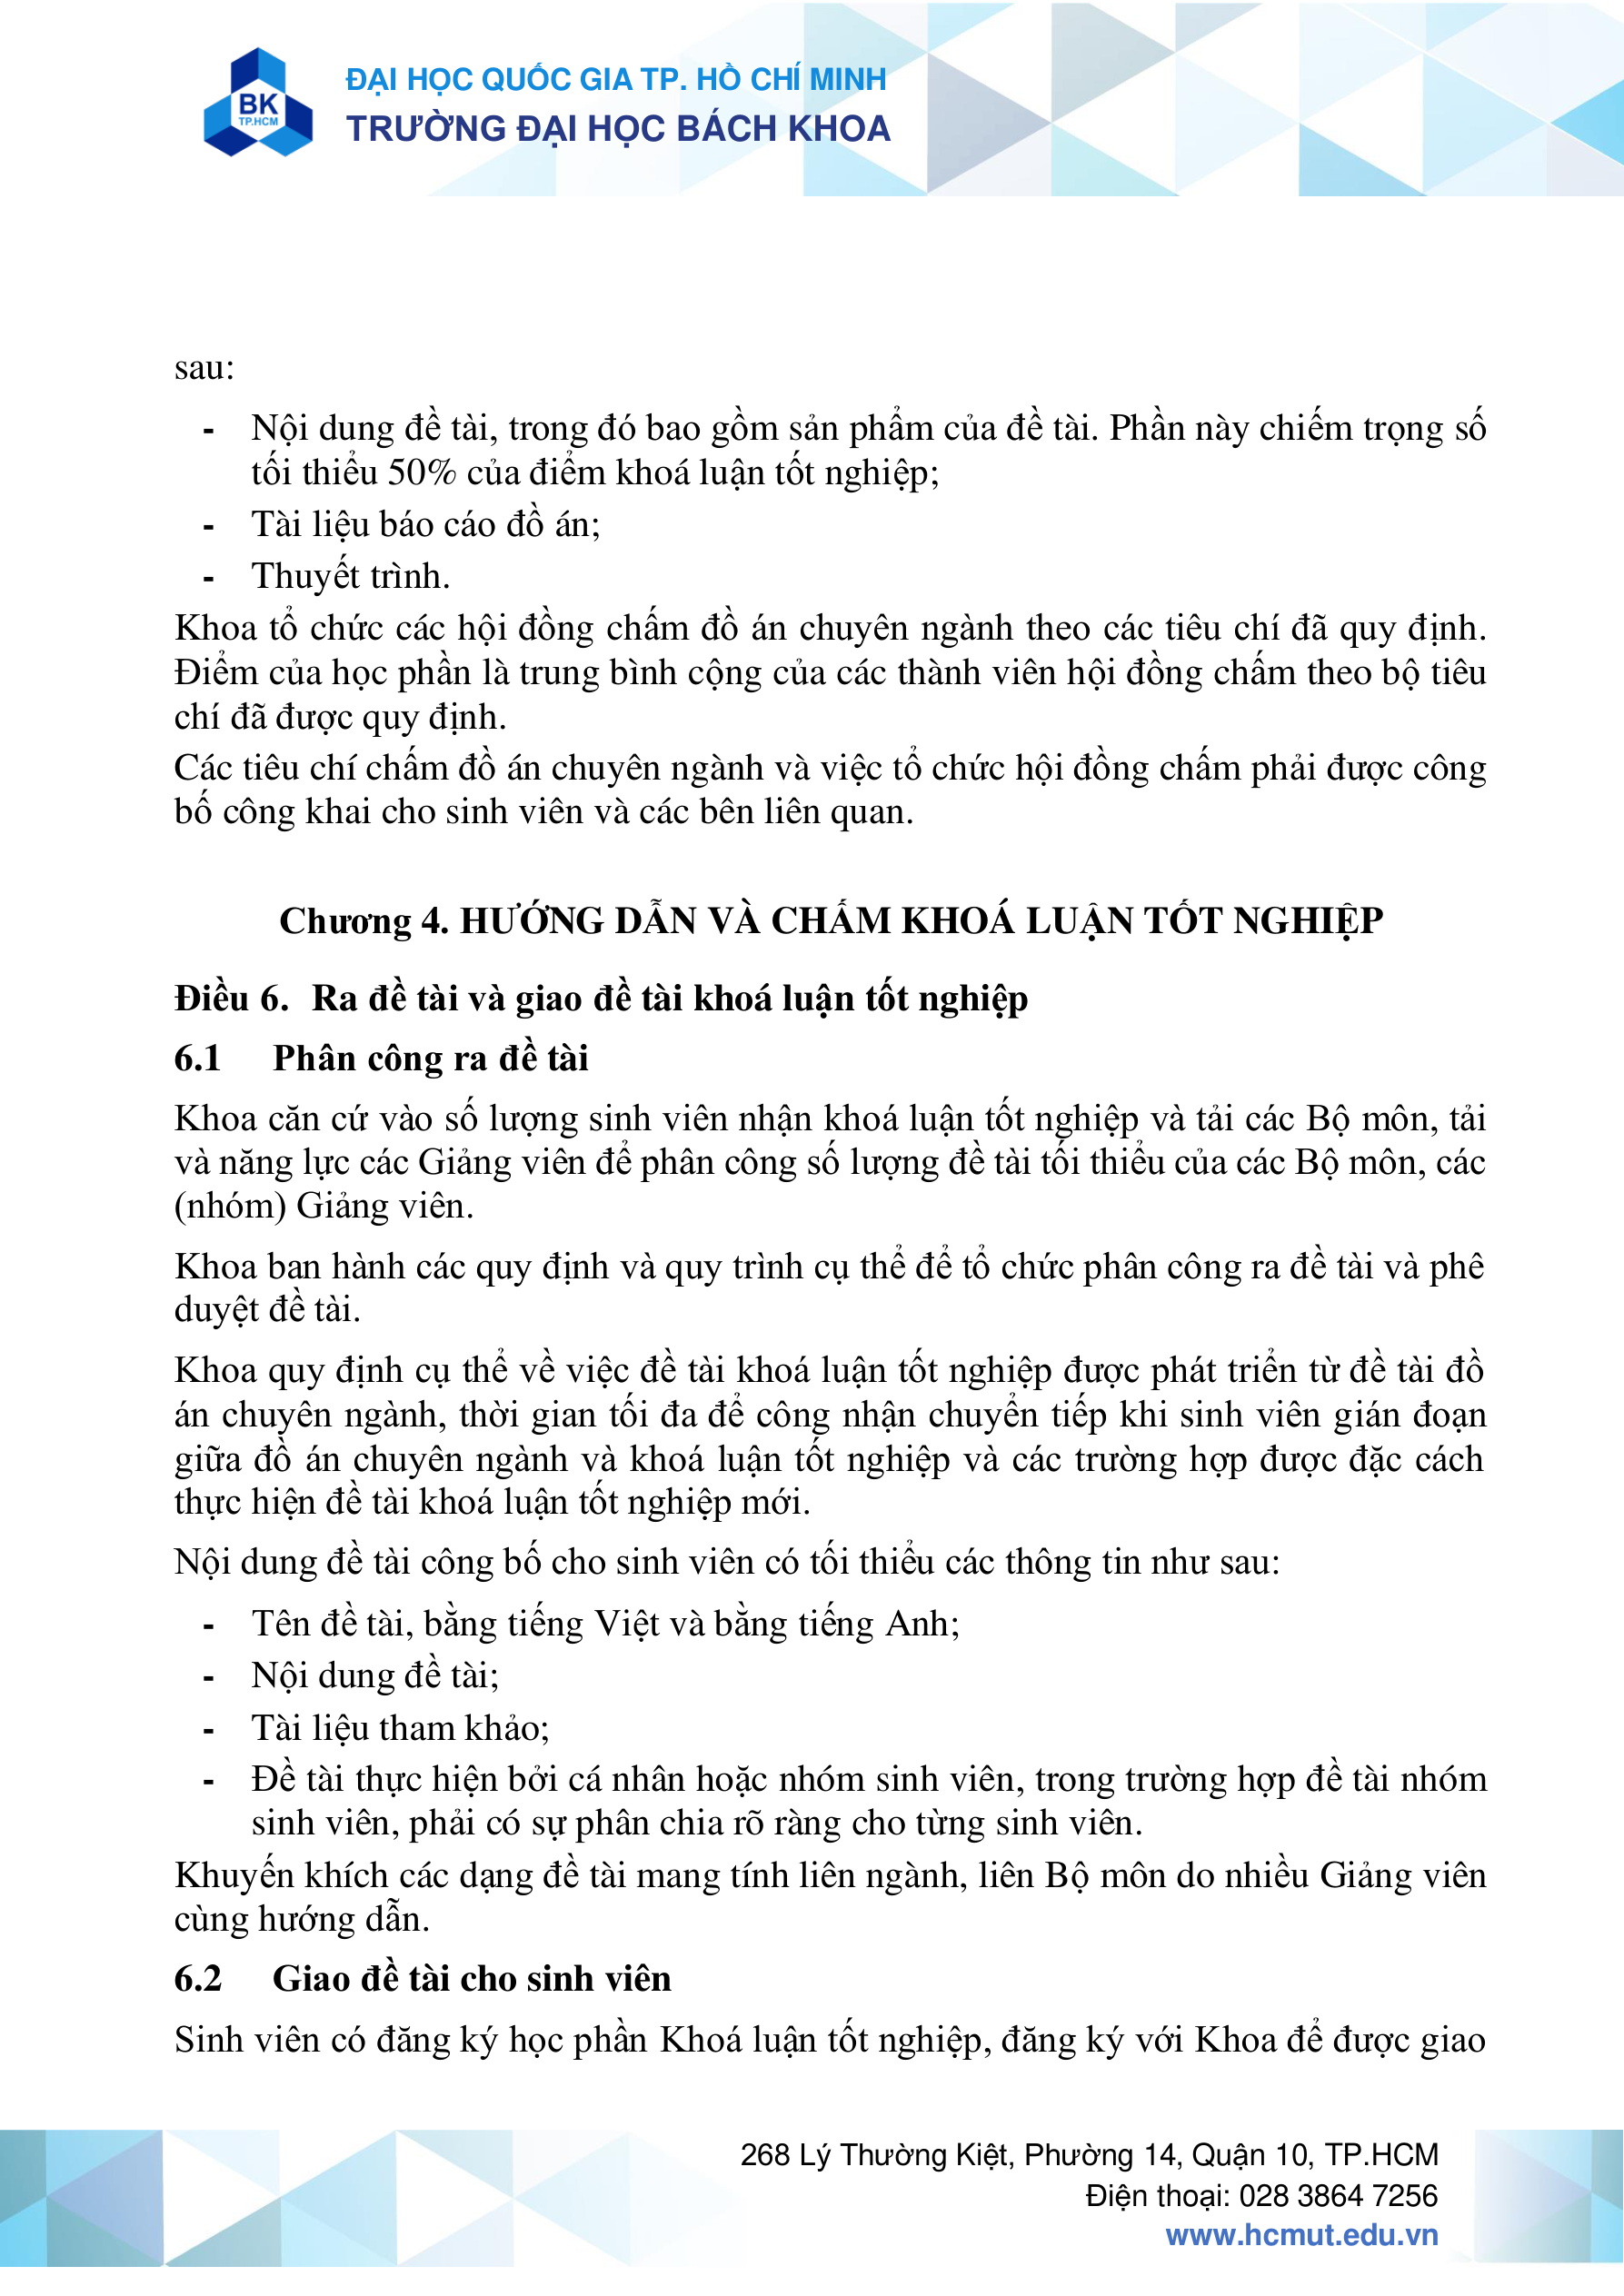 BK
TP.HCM
ĐẠI HỌC QUỐC GIA TP. HỒ CHÍ MINH
TRƯỜNG ĐẠI HỌC BÁCH KHOA
sau:
- Nội dung đề tài, trong đó bao gồm sản phẩm của đề tài. Phần này chiếm trọng số
tối thiểu 50% của điểm khoá luận tốt nghiệp;
- Tài liệu báo cáo đồ án;
- Thuyết trình.
Khoa tổ chức các hội đồng chấm đồ án chuyên ngành theo các tiêu chí đã quy định.
Điểm của học phần là trung bình cộng của các thành viên hội đồng chấm theo bộ tiêu
chí đã được quy định.
Các tiêu chí chấm đồ án chuyên ngành và việc tổ chức hội đồng chấm phải được công
bố công khai cho sinh viên và các bên liên quan.
Chương 4. HƯỚNG DẪN VÀ CHẤM KHOÁ LUẬN TỐT NGHIỆP
Điều 6. Ra đề tài và giao đề tài khoá luận tốt nghiệp
6.1 Phân công ra đề tài
Khoa căn cứ vào số lượng sinh viên nhận khoá luận tốt nghiệp và tải các Bộ môn, tải
và năng lực các Giảng viên để phân công số lượng đề tài tối thiểu của các Bộ môn, các
(nhóm) Giảng viên.
Khoa ban hành các quy định và quy trình cụ thể để tổ chức phân công ra đề tài và phê
duyệt đề tài.
Khoa quy định cụ thể về việc đề tài khoá luận tốt nghiệp được phát triển từ đề tài đồ
án chuyên ngành, thời gian tối đa để công nhận chuyển tiếp khi sinh viên gián đoạn
giữa đồ án chuyên ngành và khoá luận tốt nghiệp và các trường hợp được đặc cách
thực hiện đề tài khoá luận tốt nghiệp mới.
Nội dung đề tài công bố cho sinh viên có tối thiểu các thông tin như sau:
- Tên đề tài, bằng tiếng Việt và bằng tiếng Anh;
- Nội dung đề tài;
- Tài liệu tham khảo;
- Đề tài thực hiện bởi cá nhân hoặc nhóm sinh viên, trong trường hợp đề tài nhóm
sinh viên, phải có sự phân chia rõ ràng cho từng sinh viên.
Khuyến khích các dạng đề tài mang tính liên ngành, liên Bộ môn do nhiều Giảng viên
cùng hướng dẫn.
6.2 Giao đề tài cho sinh viên
Sinh viên có đăng ký học phần Khoá luận tốt nghiệp, đăng ký với Khoa để được giao
268 Lý Thường Kiệt, Phường 14, Quận 10, TP.HCM
Điện thoại: 028 3864 7256
www.hcmut.edu.vn